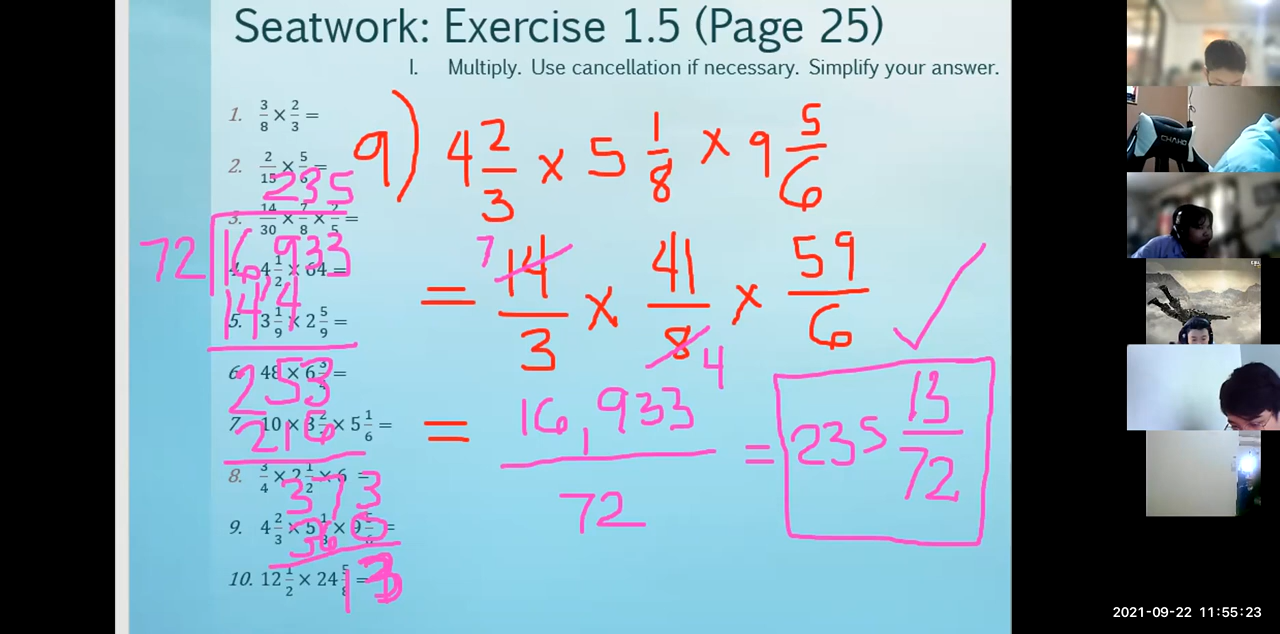 Seatwork: Exercise 1.5 (Page 25)
I. Multiply. Use cancellation if necessary. Simplify your answer.
1. 3/8 × 2/3 =
2. 2/15 × 5/6 =
3. 14/30 × 7/8 × 2/5 =
4. 4 1/2 × 64 =
5. 3 1/9 × 2 5/9 =
6. 48 × 6 3/4 =
7. 10 × 3 2/3 × 5 1/6 =
8. 3/4 × 2 1/2 × 6 =
9. 4 2/3 × 5 1/8 × 9 5/6 =
10. 12 1/2 × 24 5/8 =
235
72 16,933
144
253
216
373
360
13
9) 4 2/3 × 5 1/8 × 9 5/6
7 4
= 14/3 × 41/8 × 59/6
= 16,933/72 = 235 13/72
2021-09-22 11:55:23